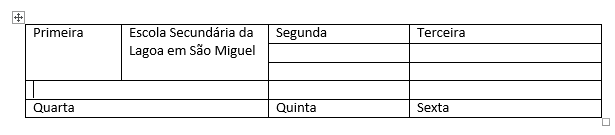 Primeira
Escola Secundária da
Lagoa em São Miguel
Segunda
Terceira
Quarta
Quinta
Sexta